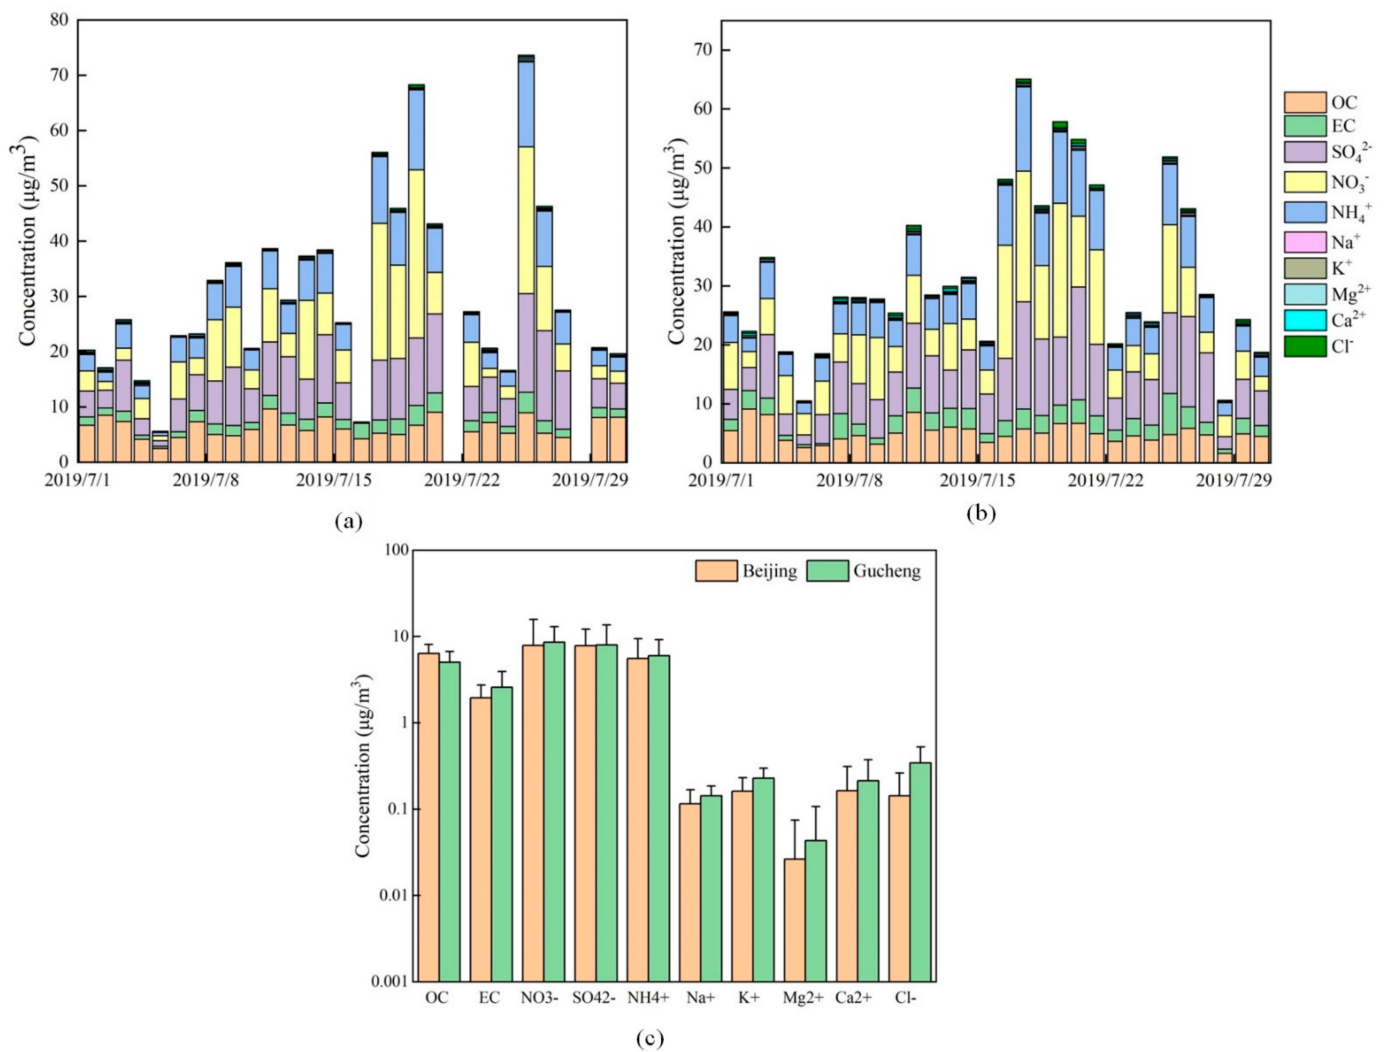 80
70
60
50
40
30
20
10
0
Concentration (μg/m³)
2019/7/1 2019/7/8 2019/7/15 2019/7/22 2019/7/29
(a)
70
60
50
40
30
20
10
0
Concentration (μg/m³)
2019/7/1 2019/7/8 2019/7/15 2019/7/22 2019/7/29
(b)
OC
EC
SO₄²⁻
NO₃⁻
NH₄⁺
Na⁺
K⁺
Mg²⁺
Ca²⁺
Cl⁻
100
10
1
0.1
0.01
0.001
Concentration (μg/m³)
Beijing Gucheng
OC EC NO3- SO42- NH4+ Na+ K+ Mg2+ Ca2+ Cl-
(c)